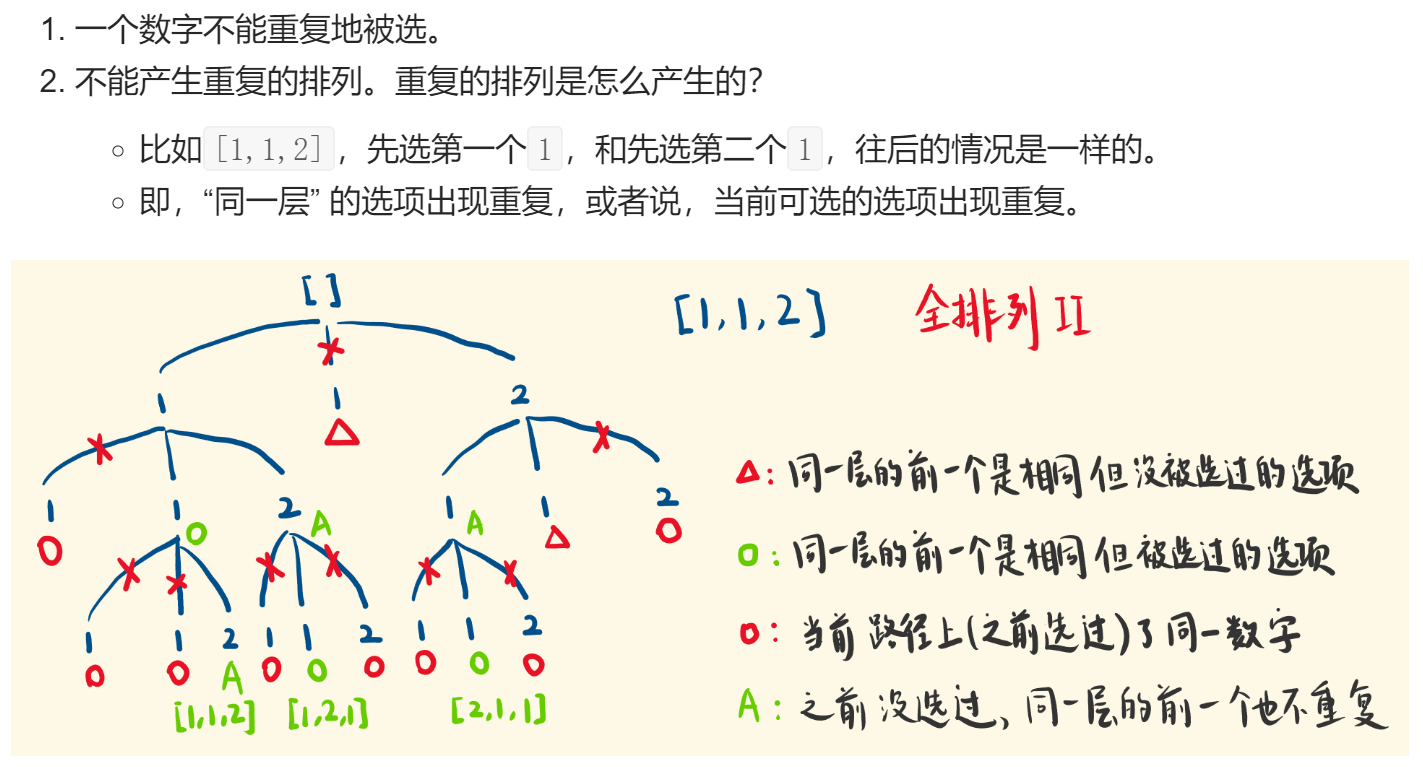 1. 一个数字不能重复地被选。
2. 不能产生重复的排列。重复的排列是怎么产生的？
○ 比如[1,1,2]，先选第一个1，和先选第二个1，往后的情况是一样的。
○ 即，“同一层” 的选项出现重复，或者说，当前可选的选项出现重复。
[ ]
[1,1,2] 全排列 II
1 1 2
△
1 1 2 1 1 2
O O A A △ O
1 1 2 1 1 2 1 1 2
O O A O O O O O O
[1,1,2] [1,2,1] [2,1,1]
△: 同一层的前一个是相同但没被选过的选项
O: 同一层的前一个是相同但被选过的选项
O: 当前路径上(之前选过)了同一数字
A: 之前没选过, 同一层的前一个也不重复